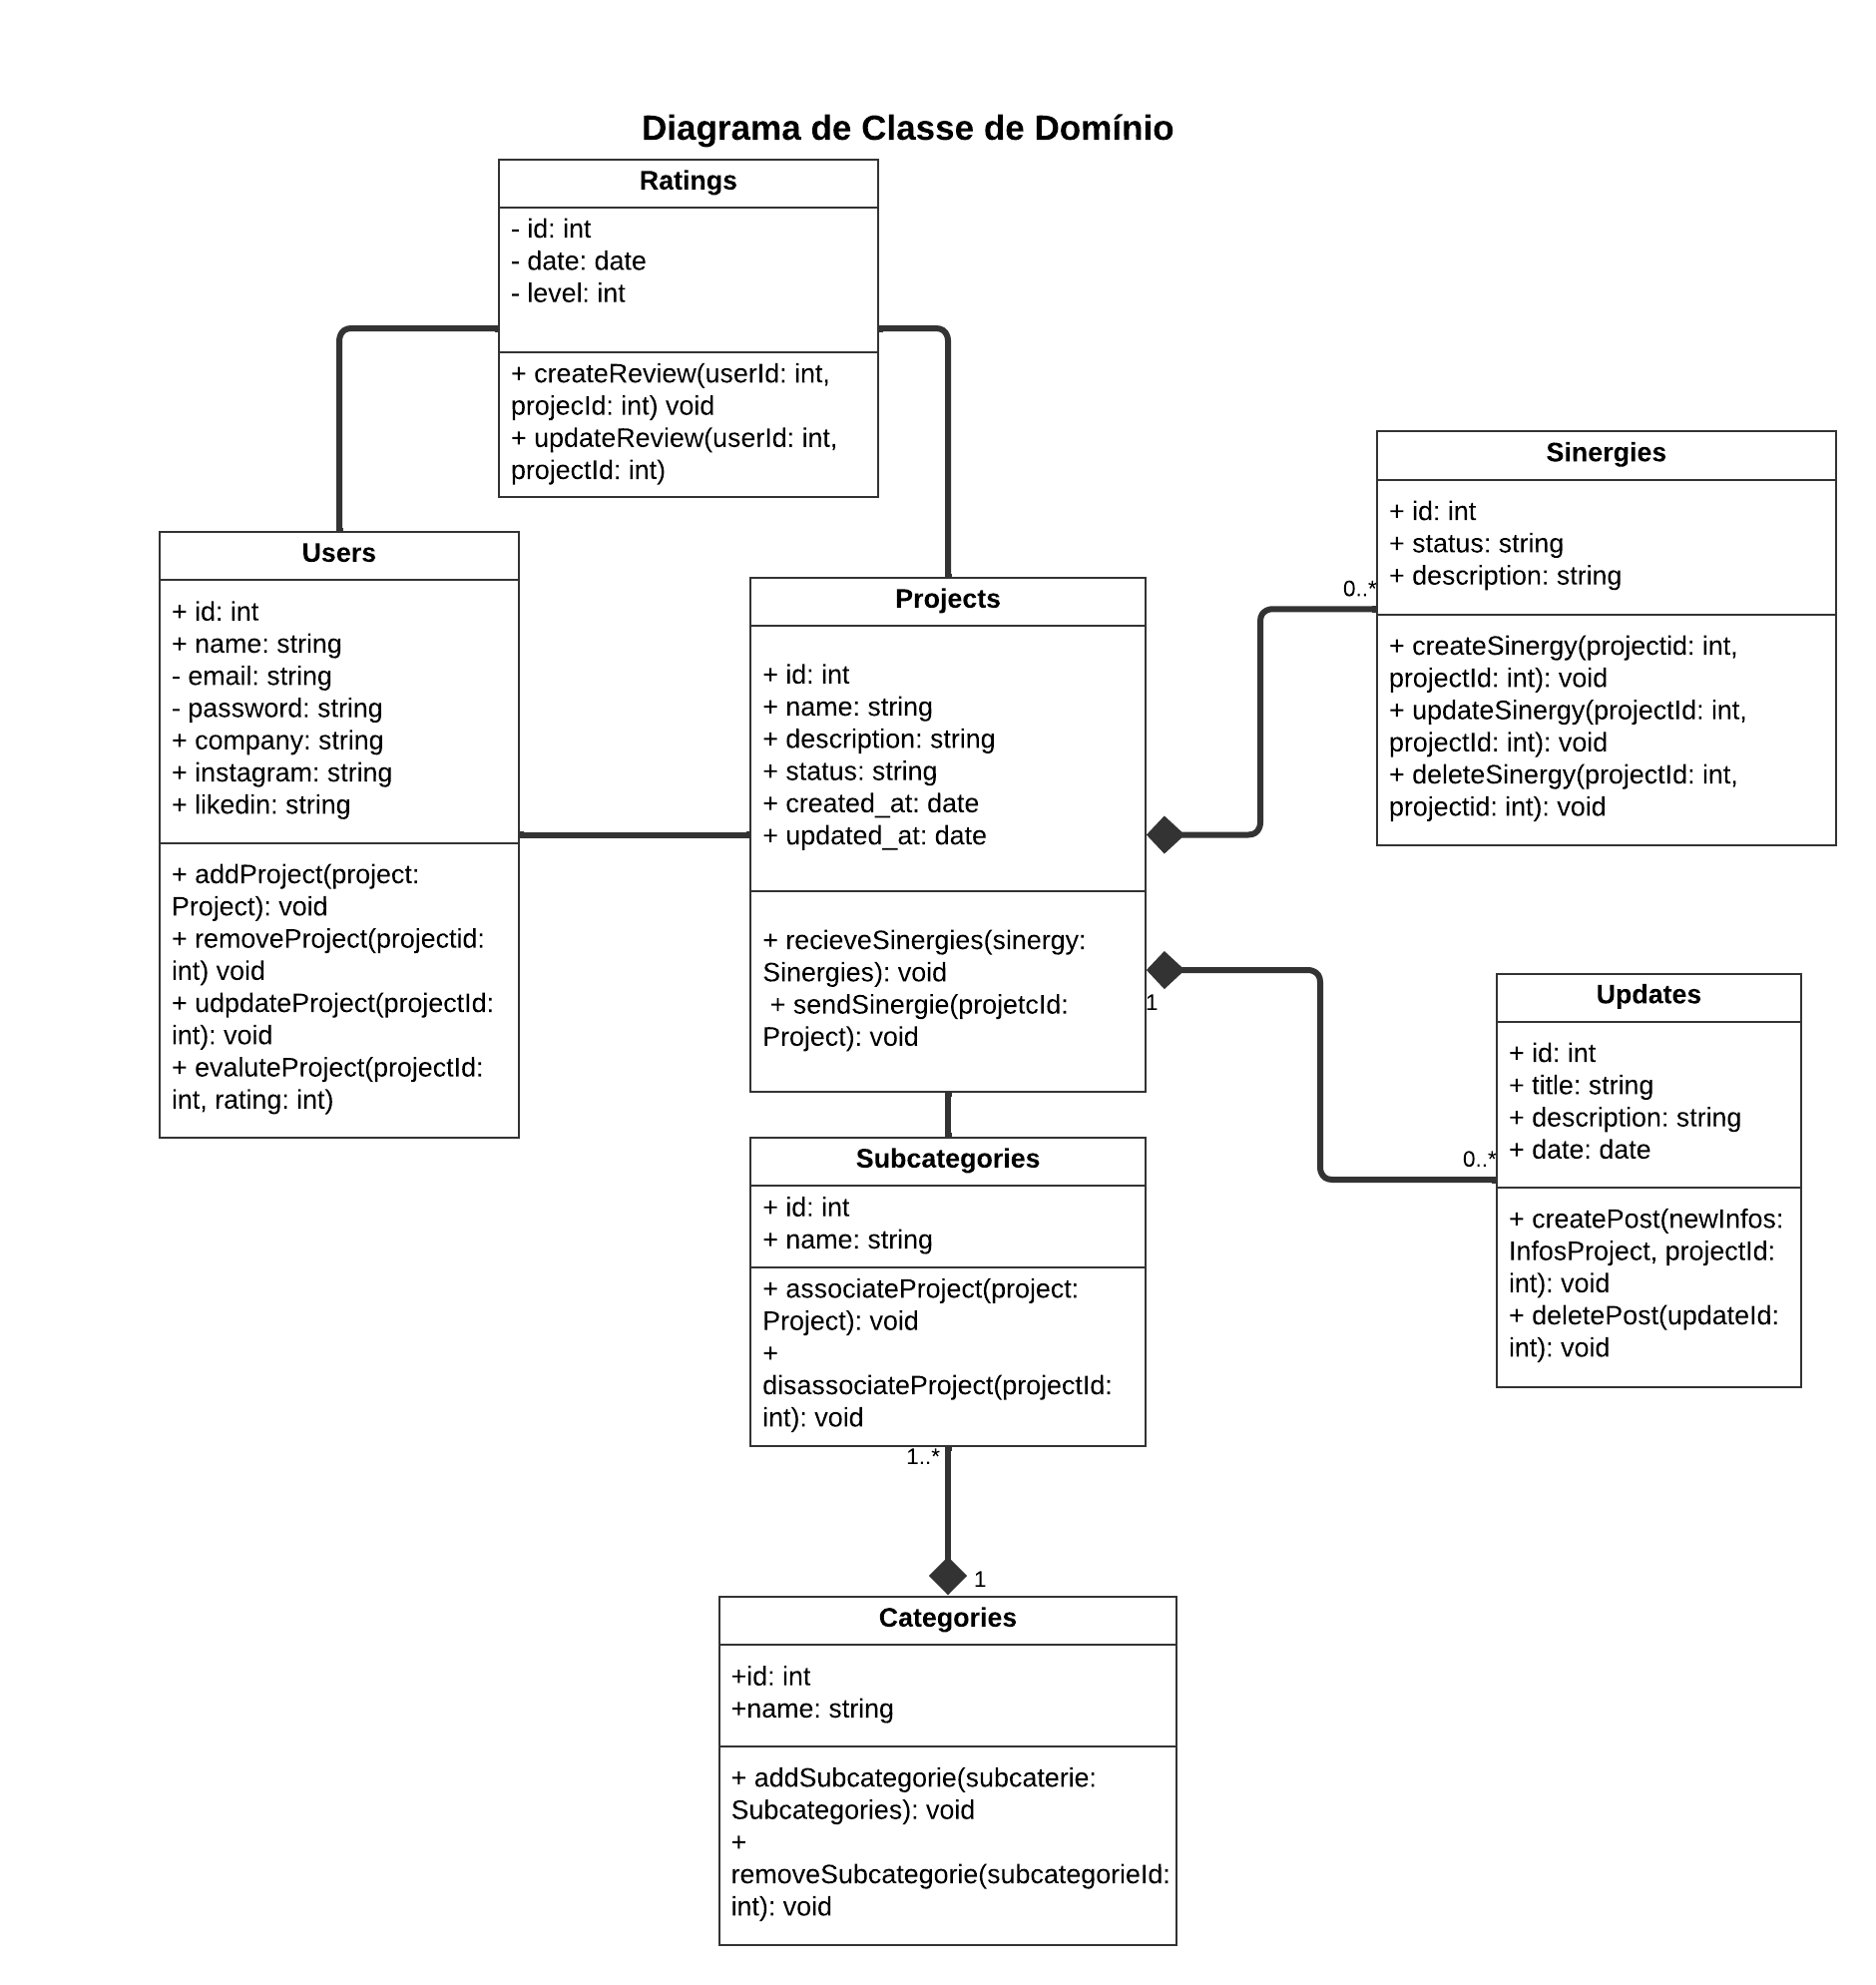 Diagrama de Classe de Domínio
Ratings
- id: int
- date: date
- level: int
+ createReview(userId: int,
projecId: int) void
+ updateReview(userId: int,
projectId: int)
Users
+ id: int
+ name: string
- email: string
- password: string
+ company: string
+ instagram: string
+ likedin: string
+ addProject(project:
Project): void
+ removeProject(projectid:
int) void
+ udpdateProject(projectId:
int): void
+ evaluteProject(projectId:
int, rating: int)
Projects
+ id: int
+ name: string
+ description: string
+ status: string
+ created_at: date
+ updated_at: date
+ recieveSinergies(sinergy:
Sinergies): void
+ sendSinergie(projetcId:
Project): void
1
Sinergies
+ id: int
+ status: string
+ description: string
0..*
+ createSinergy(projectid: int,
projectId: int): void
+ updateSinergy(projectId: int,
projectId: int): void
+ deleteSinergy(projectId: int,
projectid: int): void
Updates
+ id: int
+ title: string
+ description: string
+ date: date
0..*
+ createPost(newInfos:
InfosProject, projectId:
int): void
+ deletePost(updateId:
int): void
Subcategories
+ id: int
+ name: string
+ associateProject(project:
Project): void
+
disassociateProject(projectId:
int): void
1..*
1
Categories
+id: int
+name: string
+ addSubcategorie(subcaterie:
Subcategories): void
+
removeSubcategorie(subcategorieId:
int): void